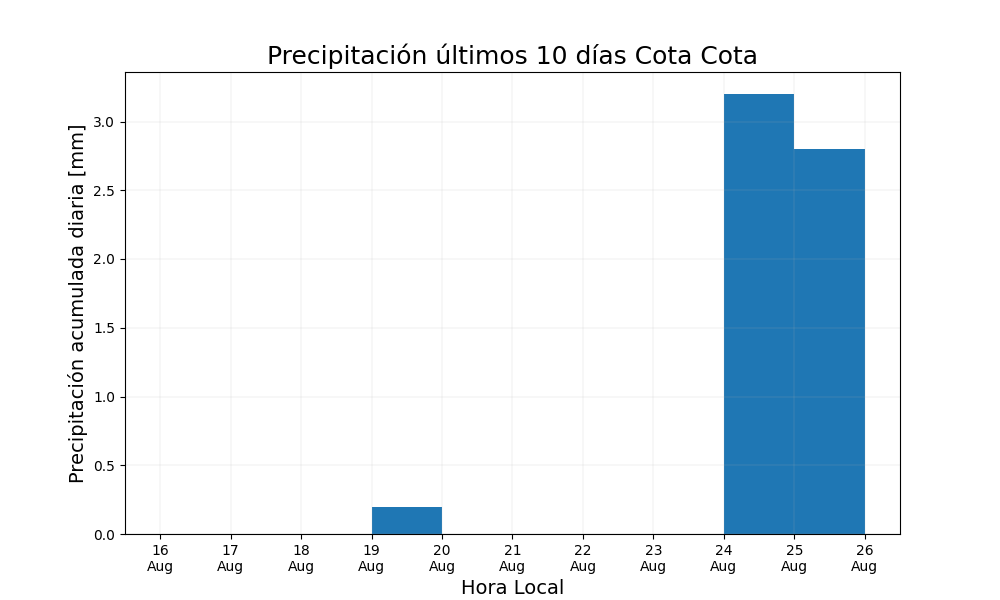 Precipitación últimos 10 días Cota Cota
Precipitación acumulada diaria [mm]
3.0
2.5
2.0
1.5
1.0
0.5
0.0
16 17 18 19 20 21 22 23 24 25 26
Aug Aug Aug Aug Aug Aug Aug Aug Aug Aug Aug
Hora Local